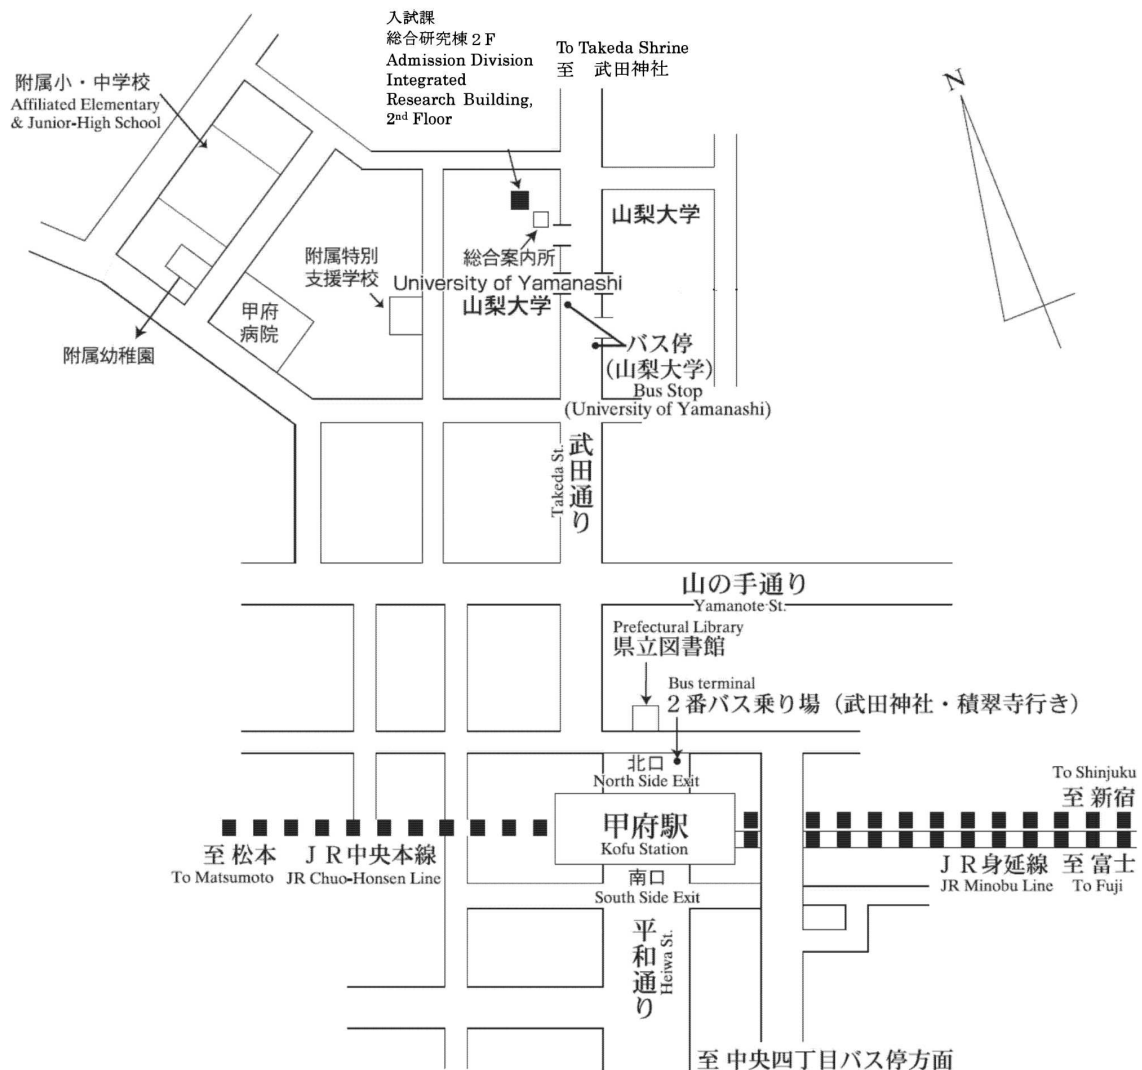 入試課
総合研究棟２F
Admission Division
Integrated
Research Building,
2nd Floor
To Takeda Shrine
至　武田神社
N
附属小・中学校
Affiliated Elementary
& Junior-High School
山梨大学
附属特別
支援学校
総合案内所
University of Yamanashi
山梨大学
甲府
病院
附属幼稚園
バス停
(山梨大学)
Bus Stop
(University of Yamanashi)
武田通り
Takeda St.
山の手通り
Yamanote St.
Prefectural Library
県立図書館
Bus terminal
２番バス乗り場（武田神社・積翠寺行き）
北口
North Side Exit
To Shinjuku
至 新宿
甲府駅
Kofu Station
至 松本
To Matsumoto
ＪＲ中央本線
JR Chuo-Honsen Line
ＪＲ身延線
JR Minobu Line
至 富士
To Fuji
南口
South Side Exit
平和通り
Heiwa St.
至 中央四丁目バス停方面